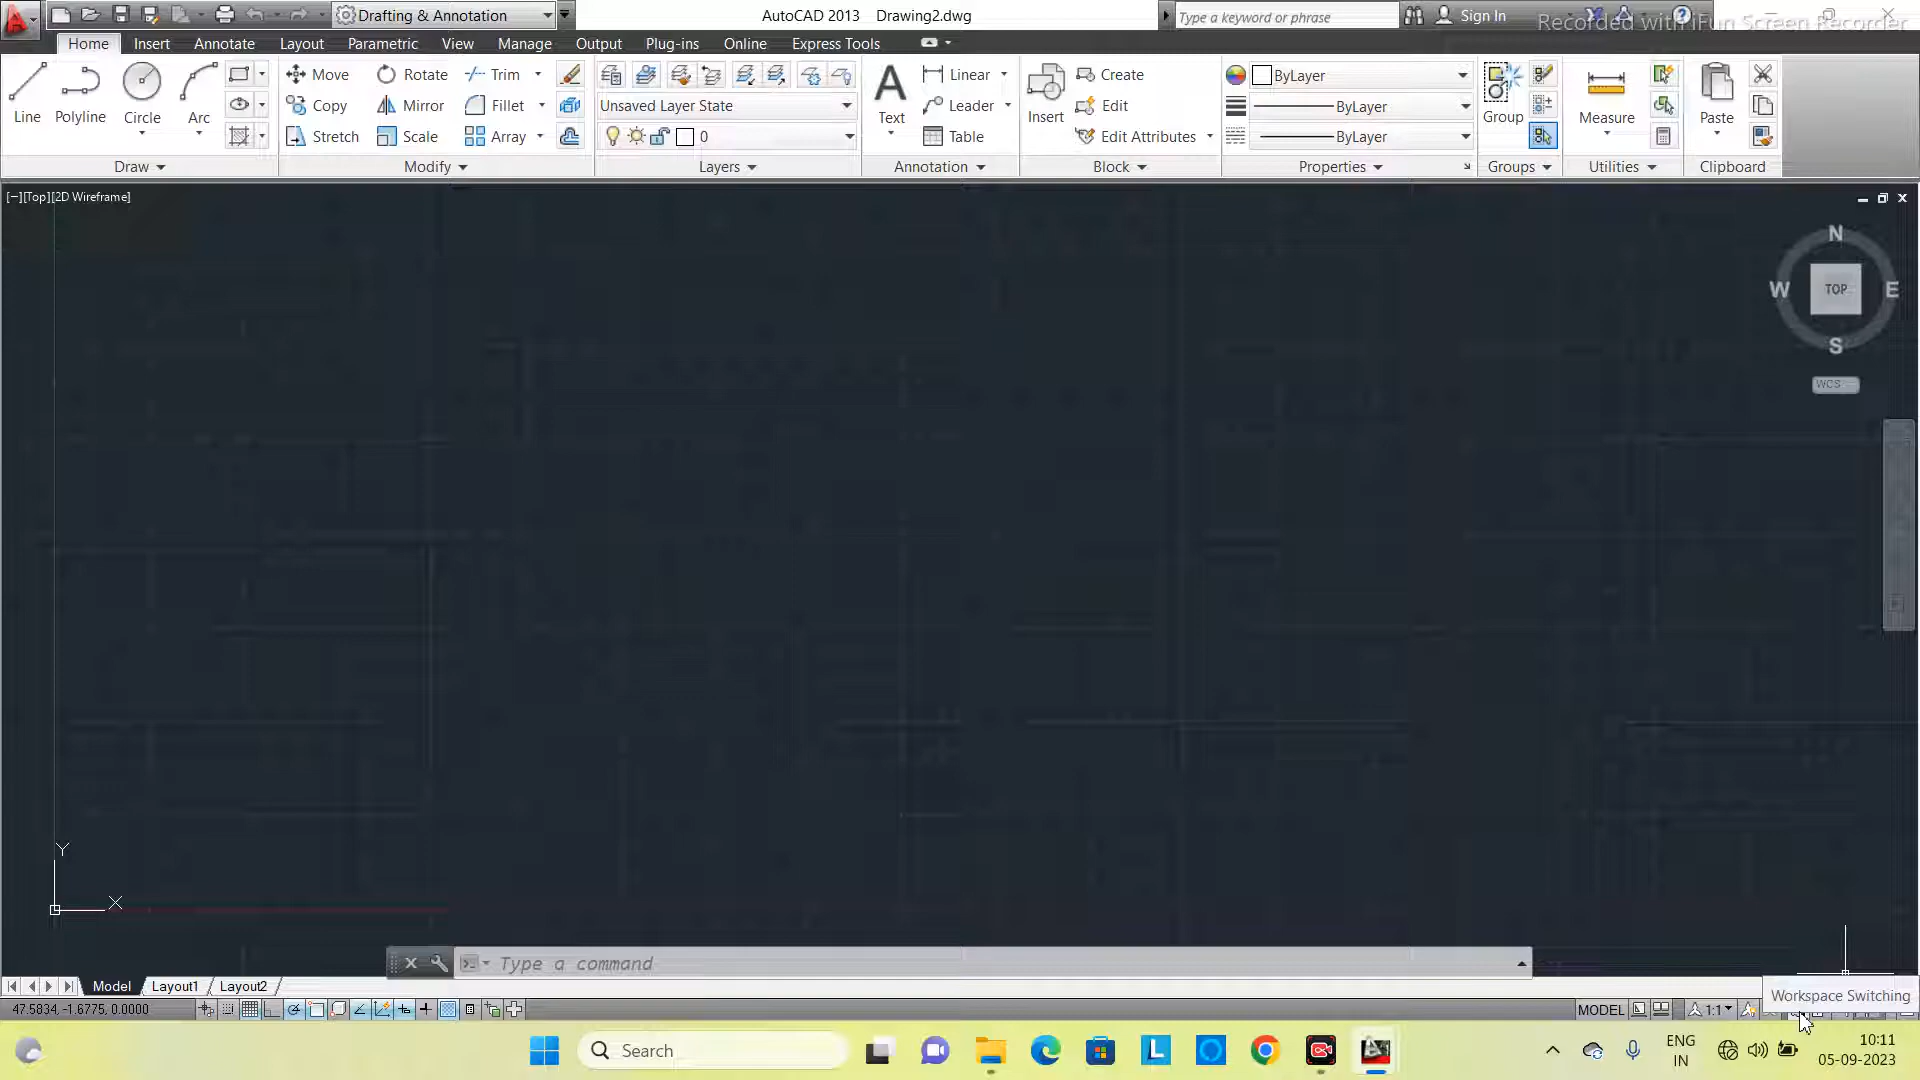 Drafting & Annotation
AutoCAD 2013 Drawing2.dwg
Type a keyword or phrase
Sign In
Recorded with iFun Screen Recorder
Home Insert Annotate Layout Parametric View Manage Output Plug-ins Online Express Tools
Line Polyline Circle Arc
Move Rotate Trim
Copy Mirror Fillet
Stretch Scale Array
Unsaved Layer State
0
Text Linear
Leader
Table
Insert Create
Edit
Edit Attributes
ByLayer
ByLayer
ByLayer
Group
Measure
Paste
Draw Modify Layers Annotation Block Properties Groups Utilities Clipboard
[−][Top][2D Wireframe]
N
W TOP E
S
WCS
Y
X
Type a command
Model Layout1 Layout2
Workspace Switching
47.5834, -1.6775, 0.0000
MODEL
1:1
Search
ENG
IN
10:11
05-09-2023